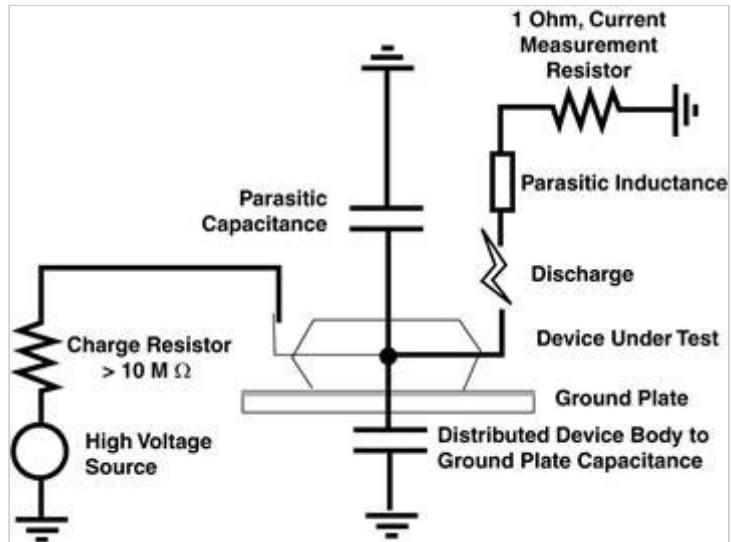 1 Ohm, Current
Measurement
Resistor
Parasitic Inductance
Parasitic
Capacitance
Discharge
Charge Resistor
> 10 M Ω
Device Under Test
Ground Plate
High Voltage
Source
Distributed Device Body to
Ground Plate Capacitance